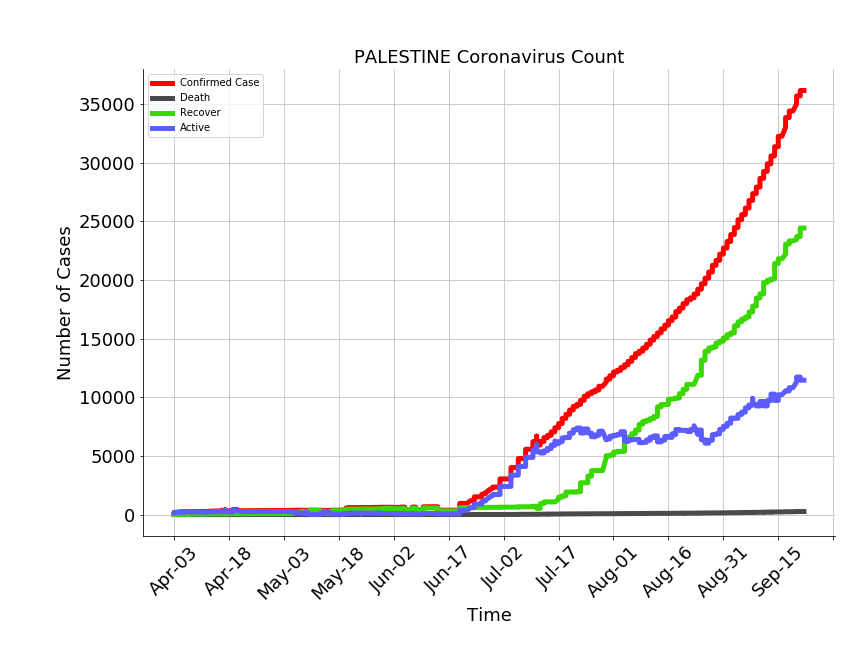 PALESTINE Coronavirus Count
Confirmed Case
Death
Recover
Active
35000
30000
25000
20000
15000
10000
5000
0
Number of Cases
Apr-03
Apr-18
May-03
May-18
Jun-02
Jun-17
Jul-02
Jul-17
Aug-01
Aug-16
Aug-31
Sep-15
Time